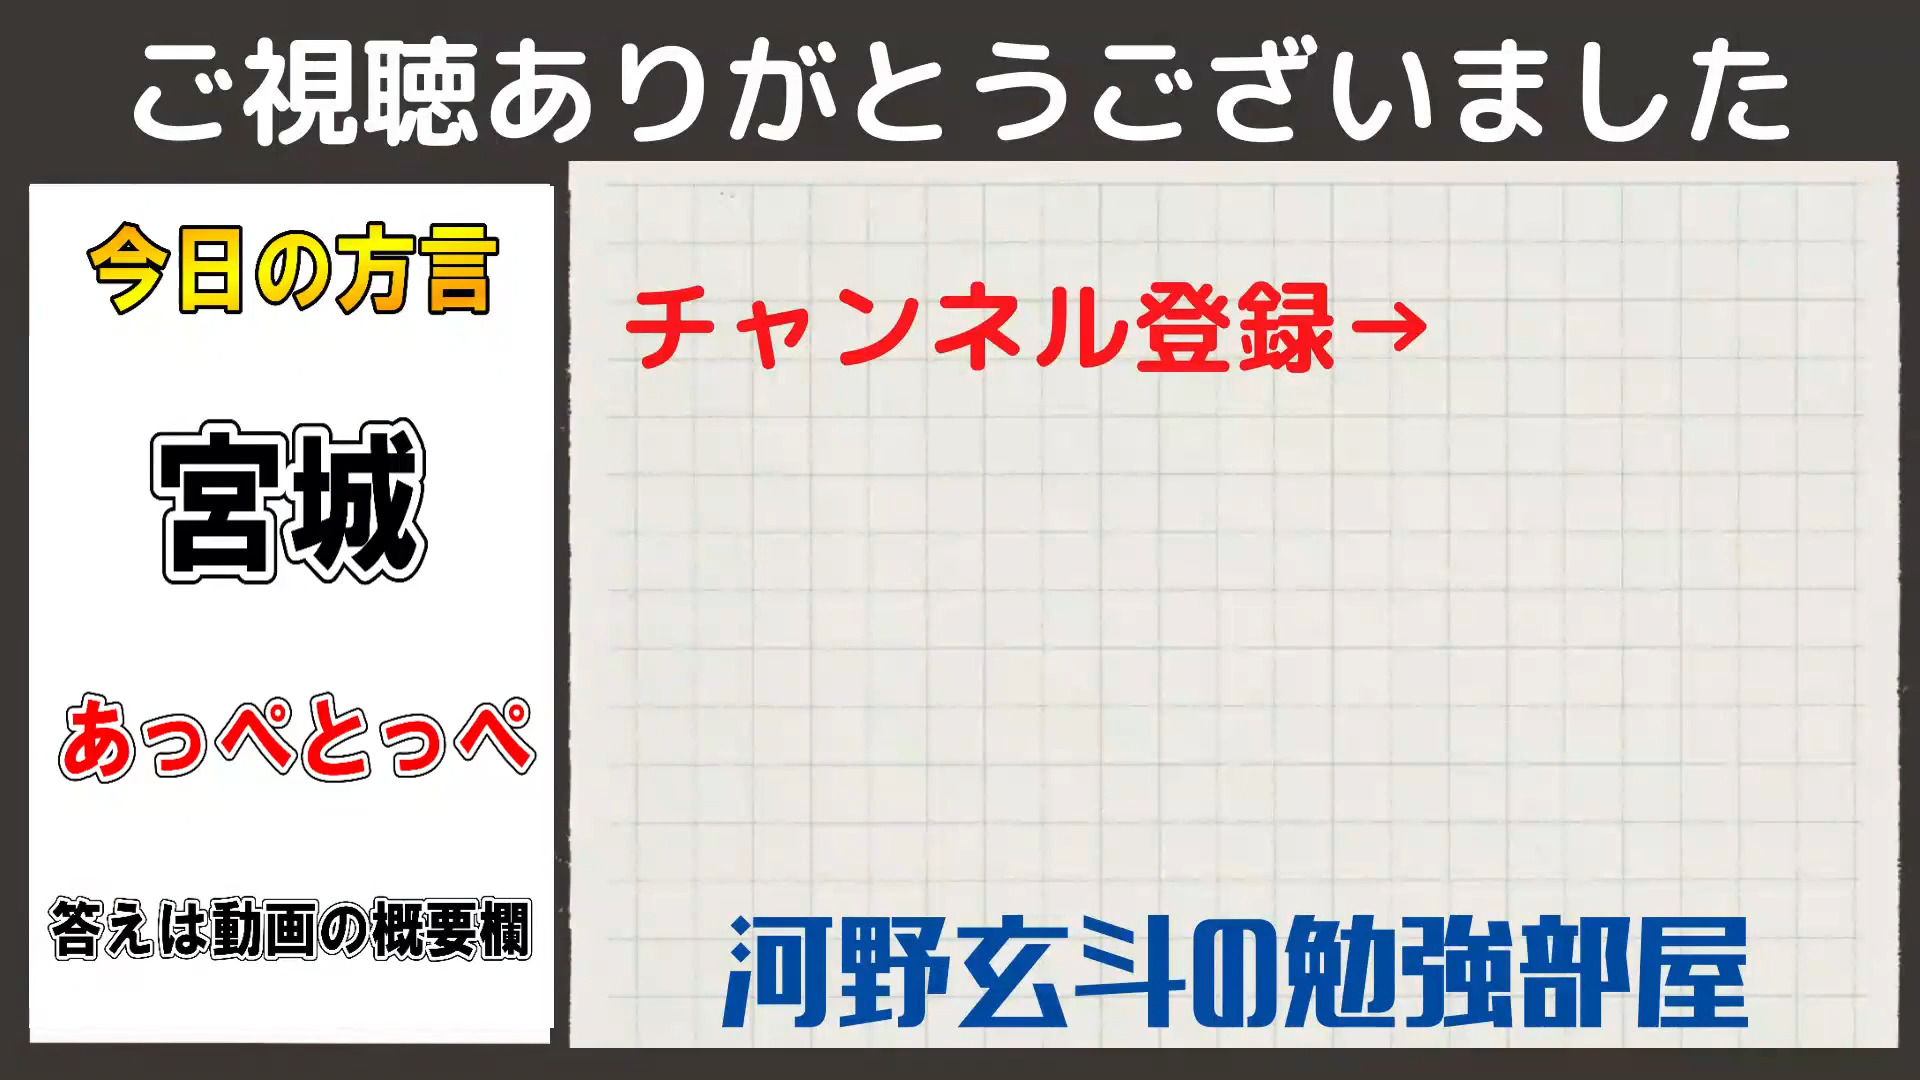 ご視聴ありがとうございました
今日の方言
宮城
あっぺとっぺ
答えは動画の概要欄
チャンネル登録→
河野玄斗の勉強部屋